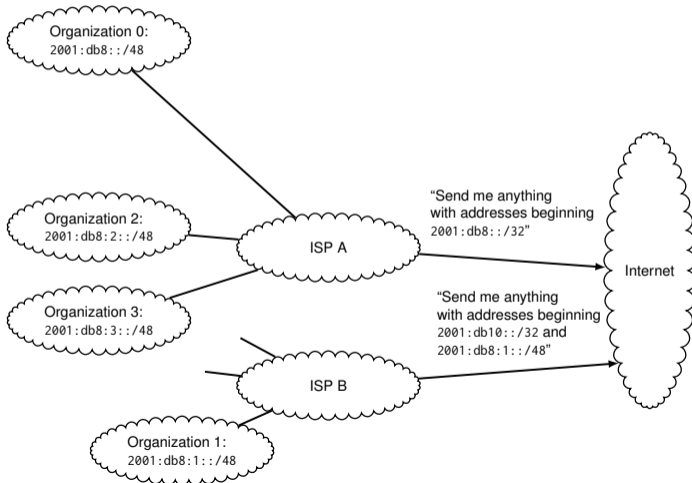 Organization 0:
2001:db8::/48
Organization 2:
2001:db8:2::/48
Organization 3:
2001:db8:3::/48
ISP A
“Send me anything
with addresses beginning
2001:db8::/32”
Internet
“Send me anything
with addresses beginning
2001:db10::/32 and
2001:db8:1::/48”
ISP B
Organization 1:
2001:db8:1::/48